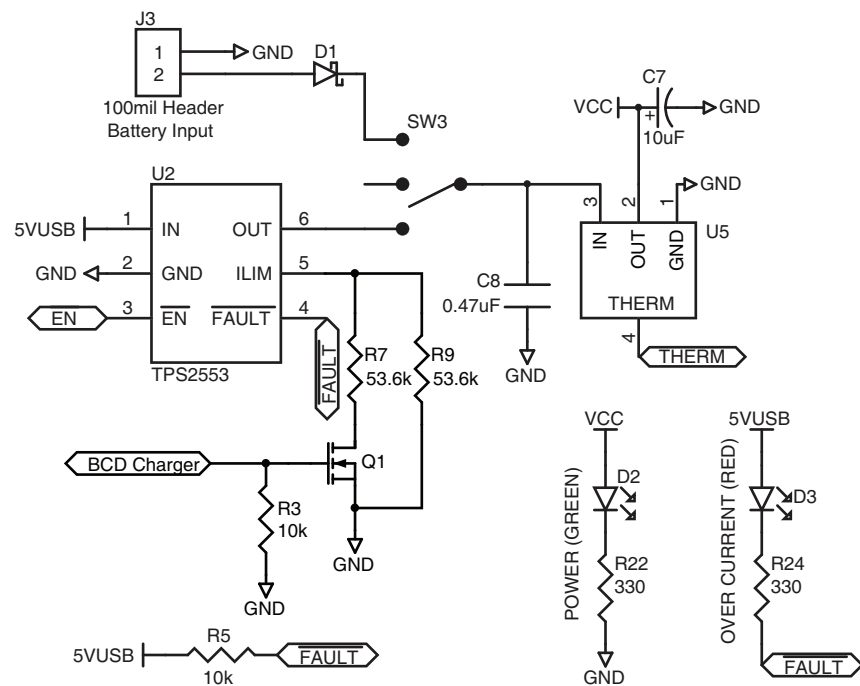 J3
1
2
GND
D1
100mil Header
Battery Input
SW3
C7
VCC
+
10uF
GND
U2
5VUSB
1
IN
OUT
6
GND
2
GND
ILIM
5
EN
3
EN
FAULT
4
TPS2553
FAULT
R7
53.6k
R9
53.6k
C8
0.47uF
GND
3
2
1
GND
IN
OUT
GND
U5
THERM
4
THERM
BCD Charger
Q1
R3
10k
GND
GND
VCC
POWER (GREEN)
D2
R22
330
GND
5VUSB
OVER CURRENT (RED)
D3
R24
330
FAULT
5VUSB
R5
10k
FAULT